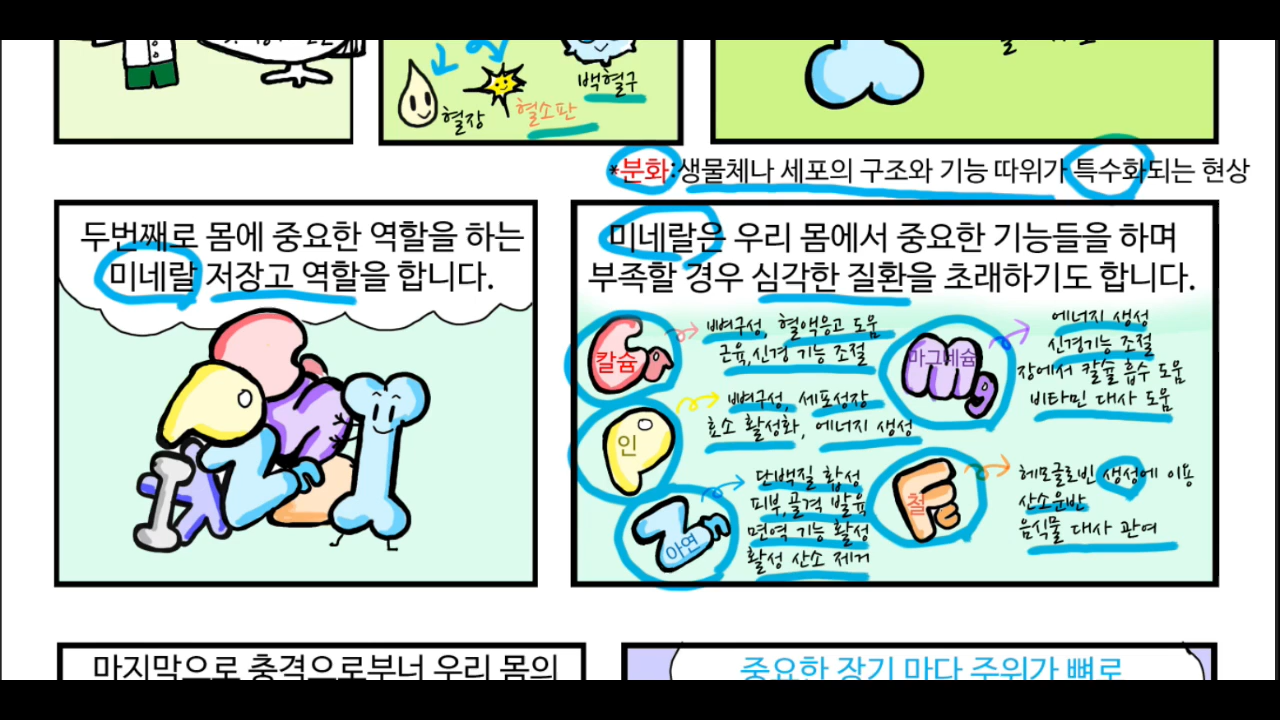 백혈구
혈장
혈소판
*분화:생물체나 세포의 구조와 기능 따위가 특수화되는 현상
두번째로 몸에 중요한 역할을 하는
미네랄 저장고 역할을 합니다.
미네랄은 우리 몸에서 중요한 기능들을 하며
부족할 경우 심각한 질환을 초래하기도 합니다.
칼슘
뼈구성, 혈액응고 도움
근육,신경 기능 조절
인
뼈구성, 세포성장
효소 활성화, 에너지 생성
아연
단백질 합성
피부,골격 발육
면역 기능 활성
활성 산소 제거
마그네슘
에너지 생성
신경기능 조절
장에서 칼슘 흡수 도움
비타민 대사 도움
철
헤모글로빈 생성에 이용
산소운반
음식물 대사 관여
마지막으로 충격으로부너 우리 몸의
중요한 장기 마다 주위가 뼈로